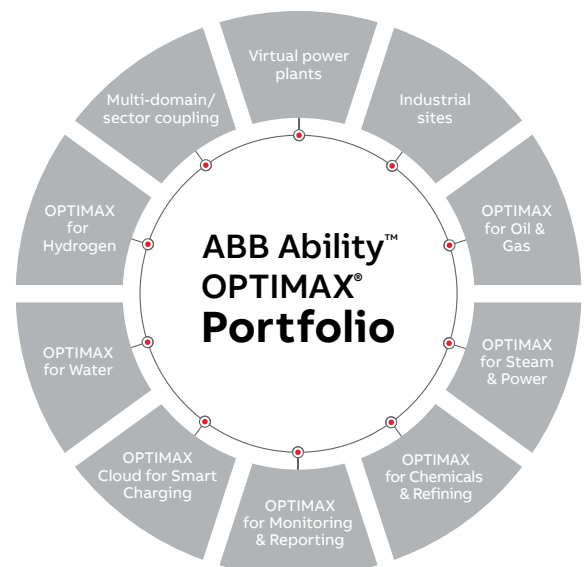 Virtual power
plants
Industrial
sites
OPTIMAX
for Oil &
Gas
OPTIMAX
for Steam
& Power
OPTIMAX
for Chemicals
& Refining
OPTIMAX
for Monitoring
& Reporting
OPTIMAX
Cloud for Smart
Charging
OPTIMAX
for Water
OPTIMAX
for
Hydrogen
Multi-domain/
sector coupling
ABB Ability™
OPTIMAX®
Portfolio